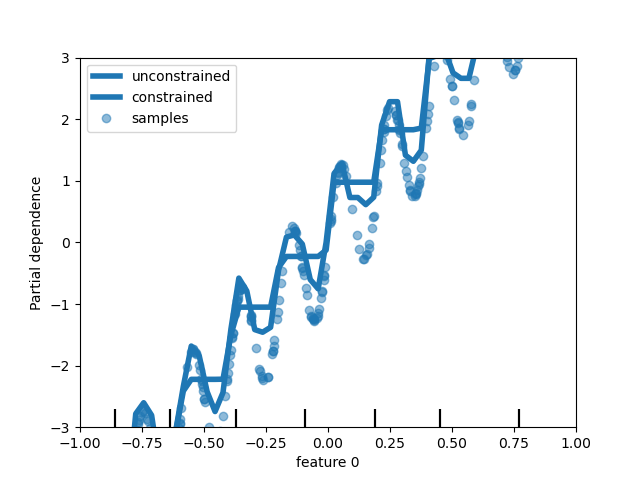 unconstrained
constrained
samples
Partial dependence
3
2
1
0
−1
−2
−3
−1.00 −0.75 −0.50 −0.25 0.00 0.25 0.50 0.75 1.00
feature 0